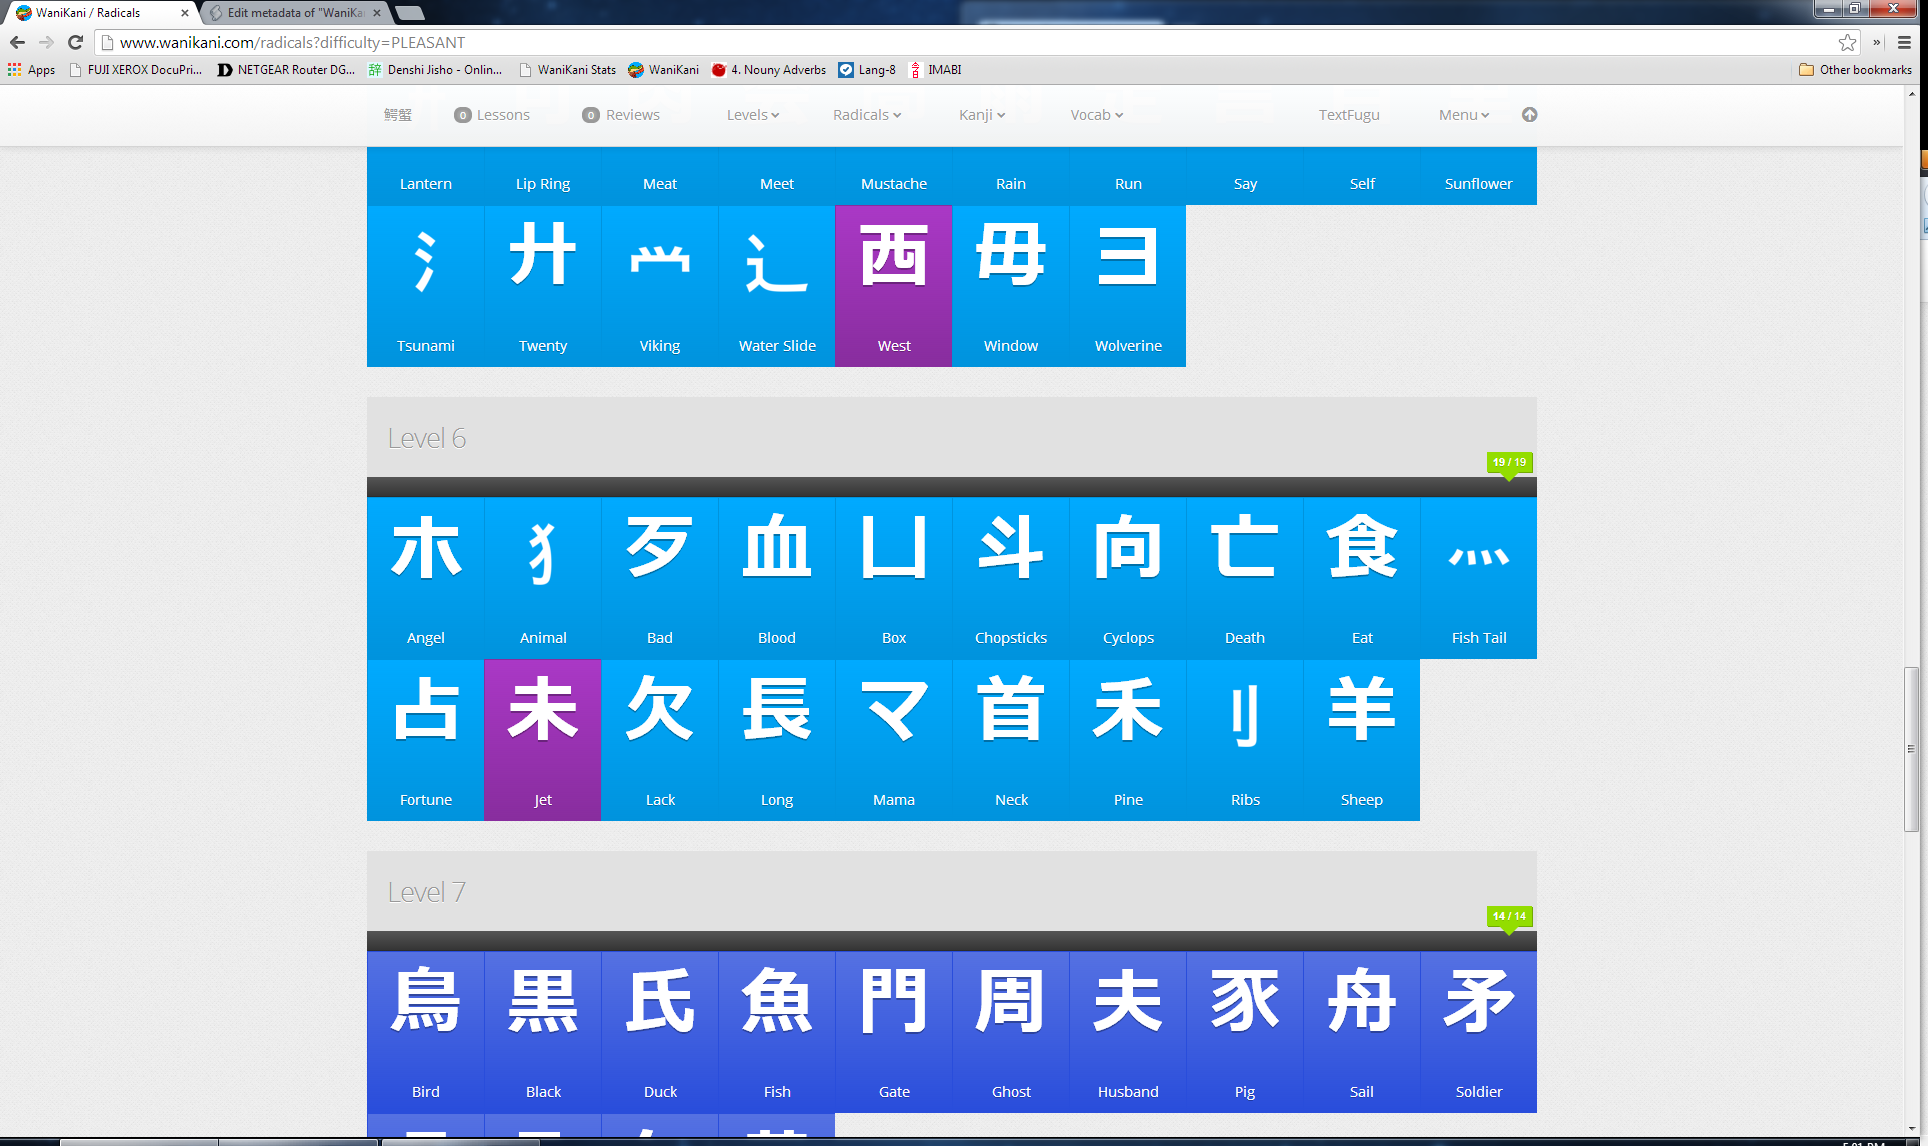 WaniKani / Radicals
Edit metadata of "WaniKa
www.wanikani.com/radicals?difficulty=PLEASANT
Apps FUJI XEROX DocuPri... NETGEAR Router DG... 辞 Denshi Jisho - Onlin... WaniKani Stats WaniKani 4. Nouny Adverbs Lang-8 IMABI Other bookmarks
鰐蟹 0 Lessons 0 Reviews Levels Radicals Kanji Vocab TextFugu Menu
Lantern Lip Ring Meat Meet Mustache Rain Run Say Self Sunflower
氵 廾 龸 辶 西 毋 ヨ
Tsunami Twenty Viking Water Slide West Window Wolverine
Level 6
19 / 19
木 犭 歹 血 凵 斗 向 亡 食 灬
Angel Animal Bad Blood Box Chopsticks Cyclops Death Eat Fish Tail
占 未 欠 長 マ 首 禾 刂 羊
Fortune Jet Lack Long Mama Neck Pine Ribs Sheep
Level 7
14 / 14
鳥 黒 氏 魚 門 周 夫 豕 舟 矛
Bird Black Duck Fish Gate Ghost Husband Pig Sail Soldier